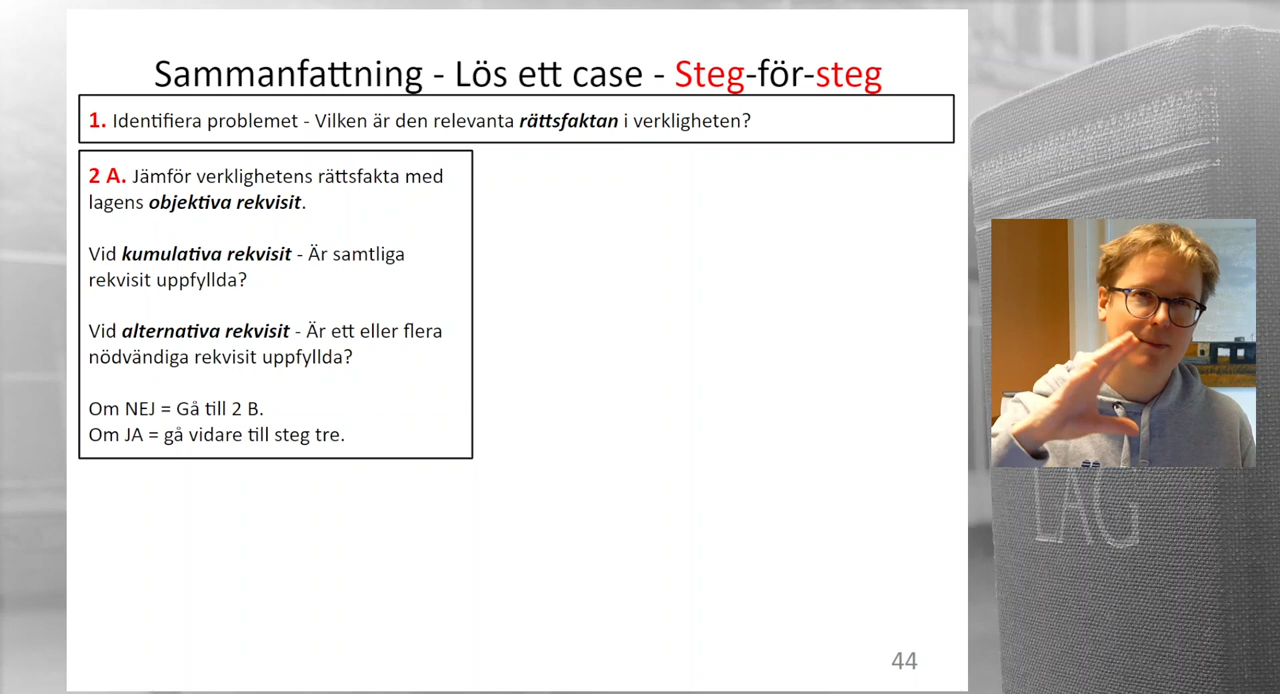 Sammanfattning - Lös ett case - Steg-för-steg
1. Identifiera problemet - Vilken är den relevanta rättsfaktan i verkligheten?
2 A. Jämför verklighetens rättsfakta med
lagens objektiva rekvisit.
Vid kumulativa rekvisit - Är samtliga
rekvisit uppfyllda?
Vid alternativa rekvisit - Är ett eller flera
nödvändiga rekvisit uppfyllda?
Om NEJ = Gå till 2 B.
Om JA = gå vidare till steg tre.
LAG
44